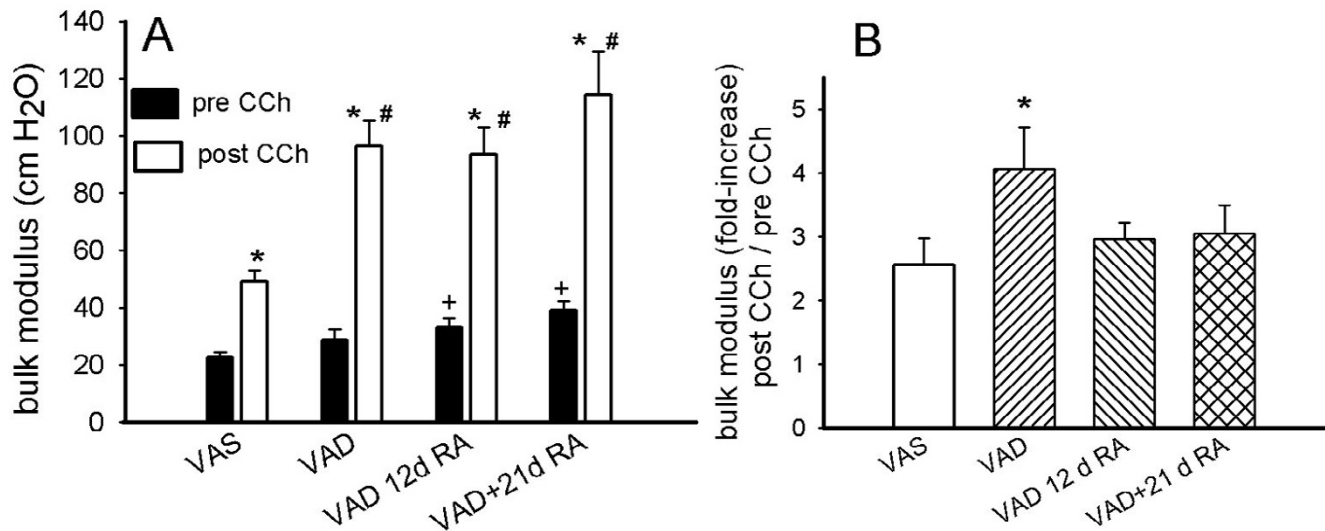 A
bulk modulus (cm H2O)
140
120
100
80
60
40
20
0
pre CCh
post CCh
*
*#
*#
*#
+
+
VAS
VAD
VAD 12d RA
VAD+21d RA
B
bulk modulus (fold-increase)
post CCh / pre CCh
5
4
3
2
1
0
*
VAS
VAD
VAD 12 d RA
VAD+21 d RA